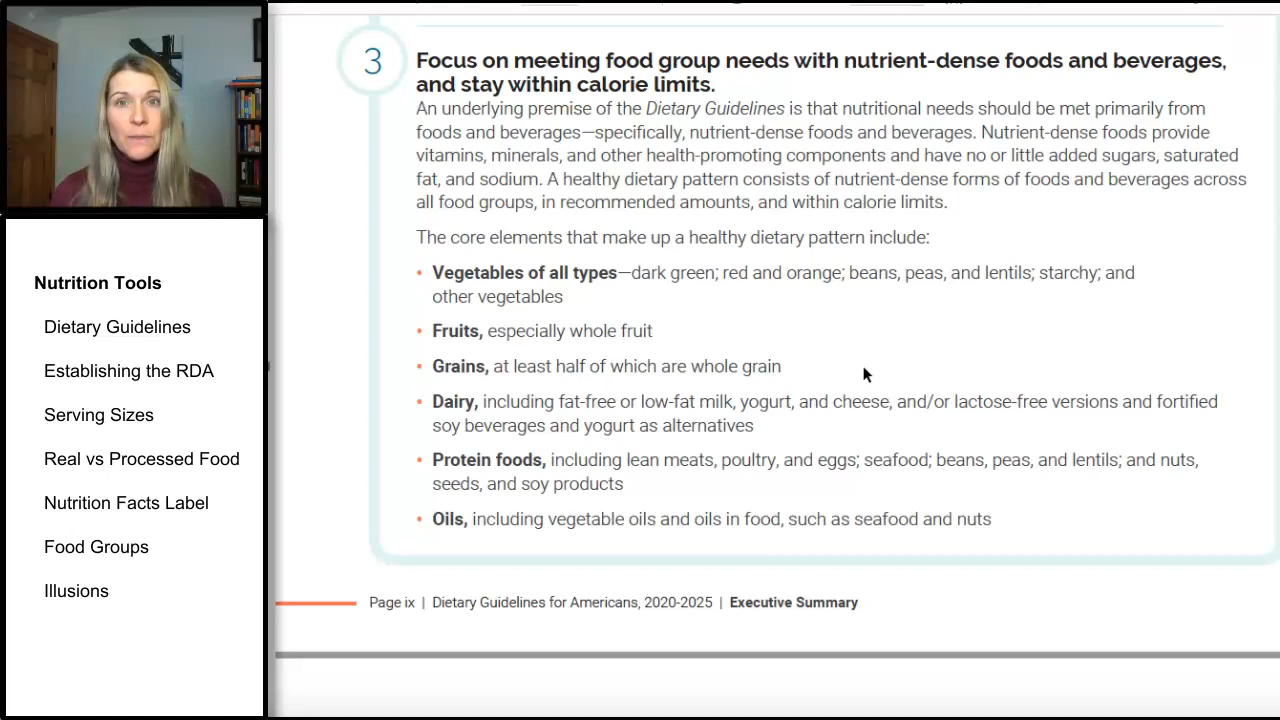 Nutrition Tools
Dietary Guidelines
Establishing the RDA
Serving Sizes
Real vs Processed Food
Nutrition Facts Label
Food Groups
Illusions
3
Focus on meeting food group needs with nutrient-dense foods and beverages,
and stay within calorie limits.
An underlying premise of the Dietary Guidelines is that nutritional needs should be met primarily from
foods and beverages—specifically, nutrient-dense foods and beverages. Nutrient-dense foods provide
vitamins, minerals, and other health-promoting components and have no or little added sugars, saturated
fat, and sodium. A healthy dietary pattern consists of nutrient-dense forms of foods and beverages across
all food groups, in recommended amounts, and within calorie limits.
The core elements that make up a healthy dietary pattern include:
• Vegetables of all types—dark green; red and orange; beans, peas, and lentils; starchy; and
other vegetables
• Fruits, especially whole fruit
• Grains, at least half of which are whole grain
• Dairy, including fat-free or low-fat milk, yogurt, and cheese, and/or lactose-free versions and fortified
soy beverages and yogurt as alternatives
• Protein foods, including lean meats, poultry, and eggs; seafood; beans, peas, and lentils; and nuts,
seeds, and soy products
• Oils, including vegetable oils and oils in food, such as seafood and nuts
Page ix | Dietary Guidelines for Americans, 2020-2025 | Executive Summary